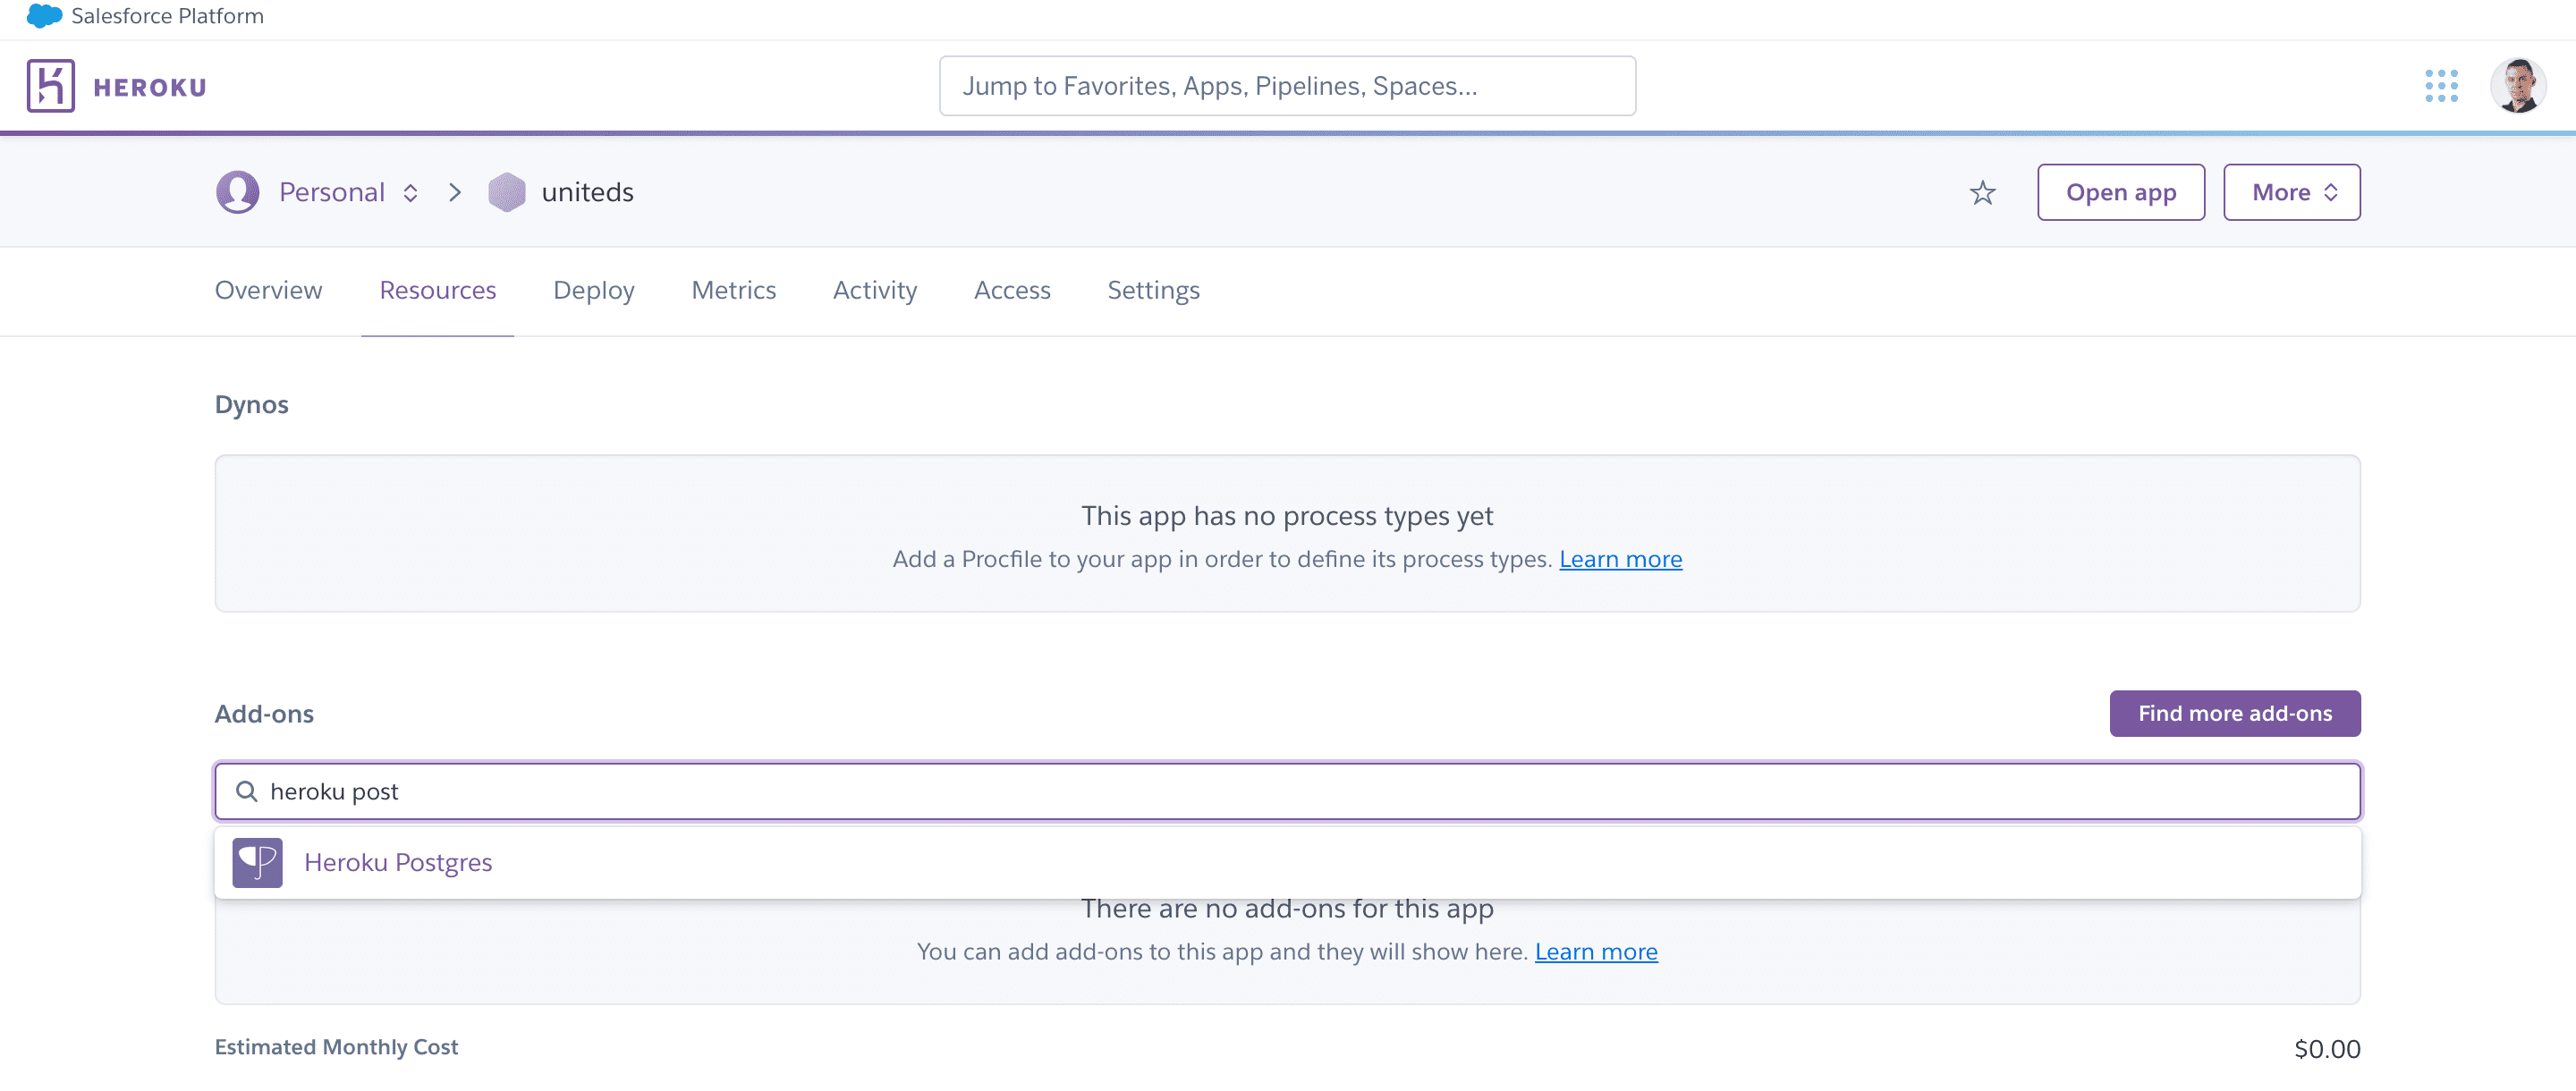 Salesforce Platform
HEROKU
Jump to Favorites, Apps, Pipelines, Spaces...
Personal
uniteds
Open app
More
Overview
Resources
Deploy
Metrics
Activity
Access
Settings
Dynos
This app has no process types yet
Add a Procfile to your app in order to define its process types. Learn more
Add-ons
Find more add-ons
heroku post
Heroku Postgres
There are no add-ons for this app
You can add add-ons to this app and they will show here. Learn more
Estimated Monthly Cost
$0.00